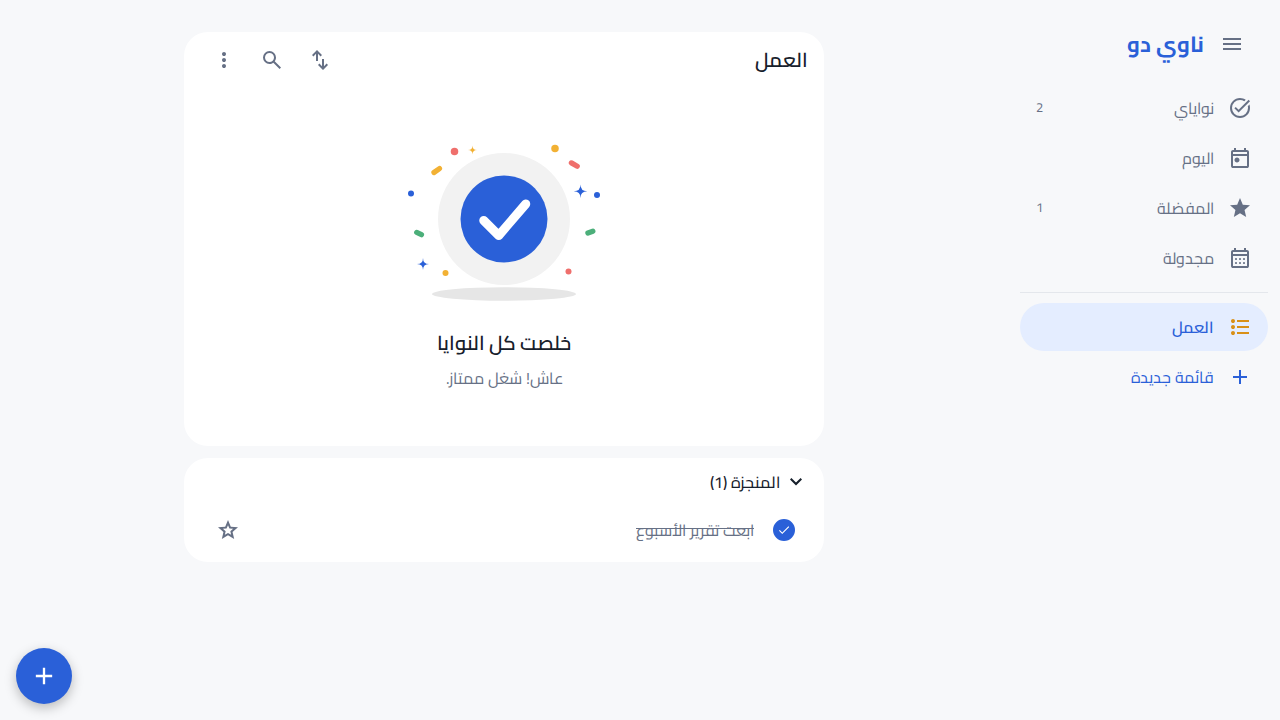 ناوي دو
نواياي
2
اليوم
المفضلة
1
مجدولة
العمل
قائمة جديدة
العمل
خلصت كل النوايا
عاش! شغل ممتاز.
المنجزة (1)
ابعت تقرير الأسبوع